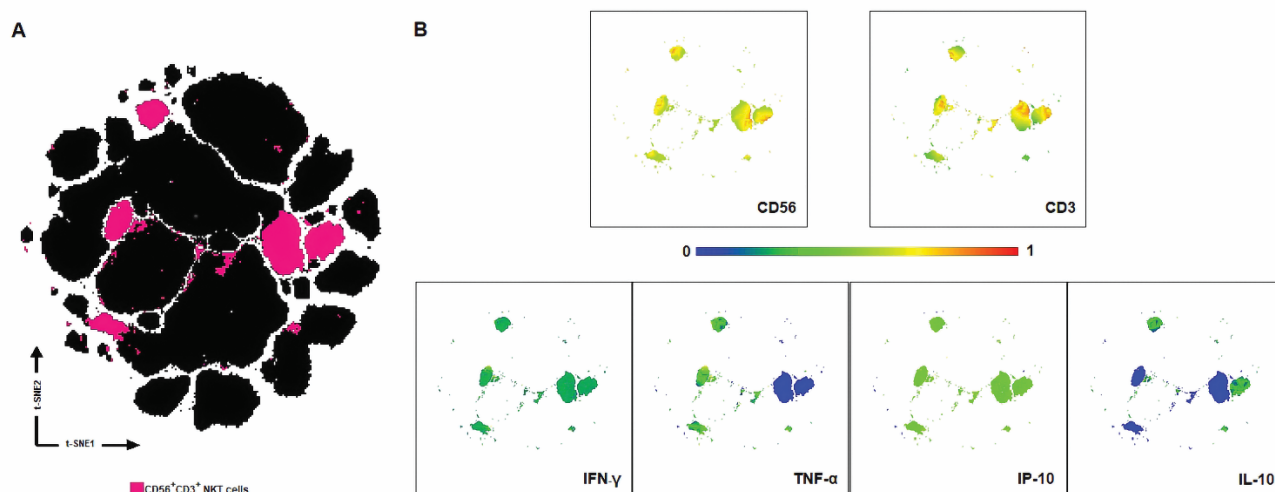 A
B
CD56
CD3
0
1
t-SNE2
t-SNE1
IFN-γ
TNF-α
IP-10
IL-10
CD56+CD3+ NKT cells